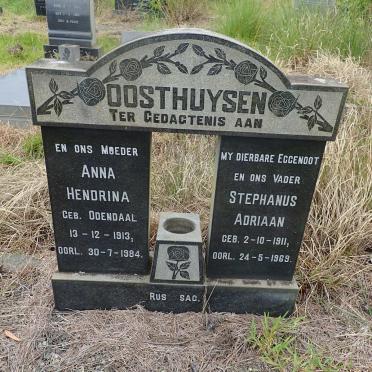 OOSTHUYSEN
TER GEDAGTENIS AAN
EN ONS MOEDER
ANNA
HENDRINA
GEB. ODENDAAL
13-12-1913,
OORL. 30-7-1984.
MY DIERBARE EGGENOOT
EN ONS VADER
STEPHANUS
ADRIAAN
GEB. 2-10-1911,
OORL. 24-5-1969.
RUS SAG.